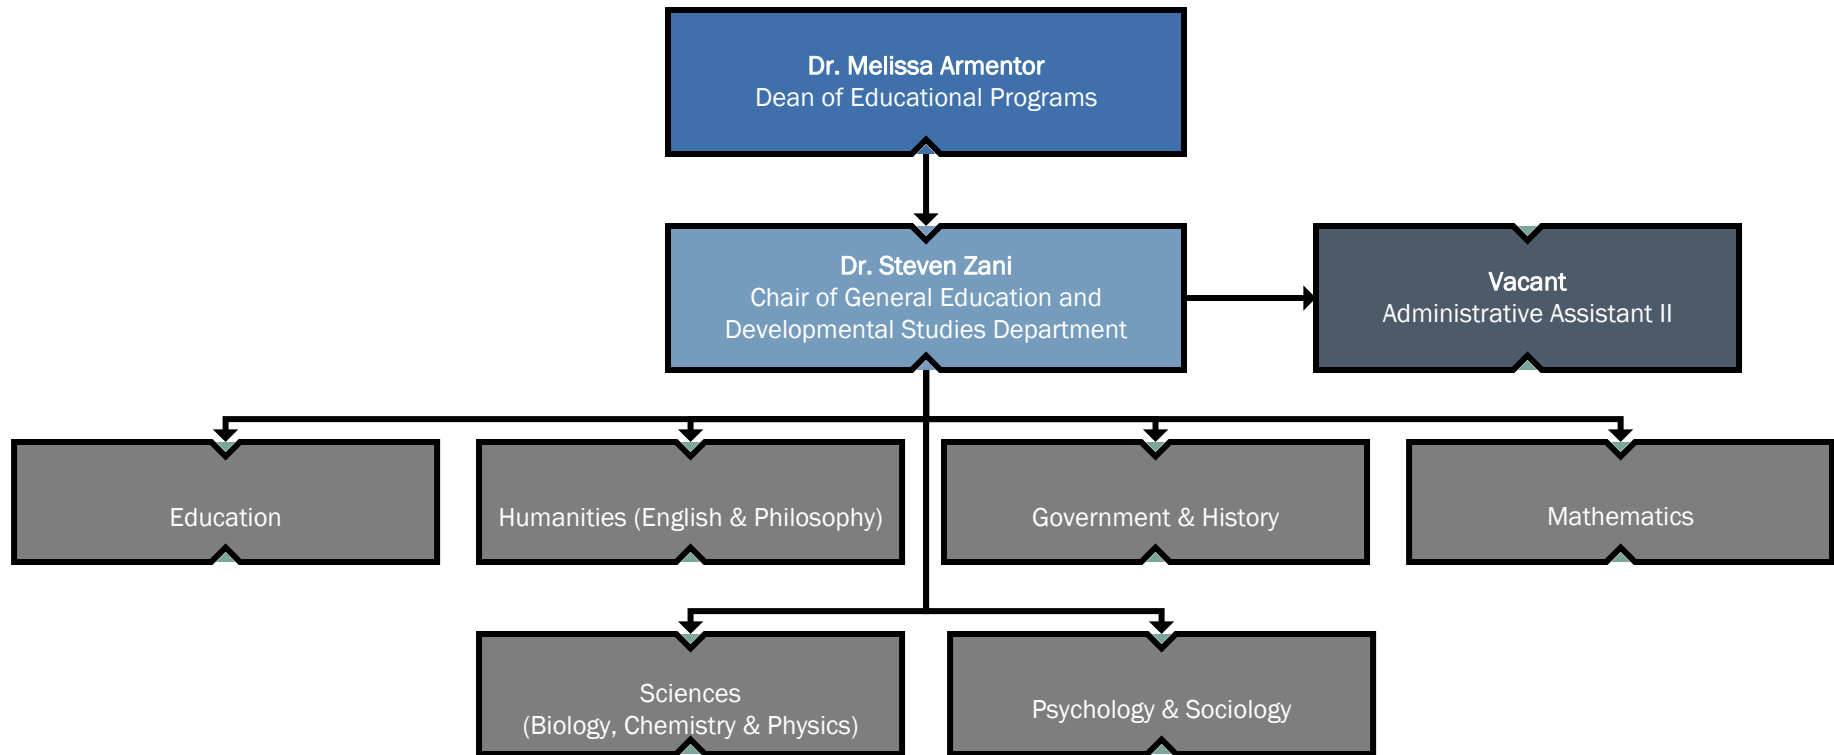 Dr. Melissa Armentor
Dean of Educational Programs
Dr. Steven Zani
Chair of General Education and
Developmental Studies Department
Vacant
Administrative Assistant II
Education
Humanities (English & Philosophy)
Government & History
Mathematics
Sciences
(Biology, Chemistry & Physics)
Psychology & Sociology